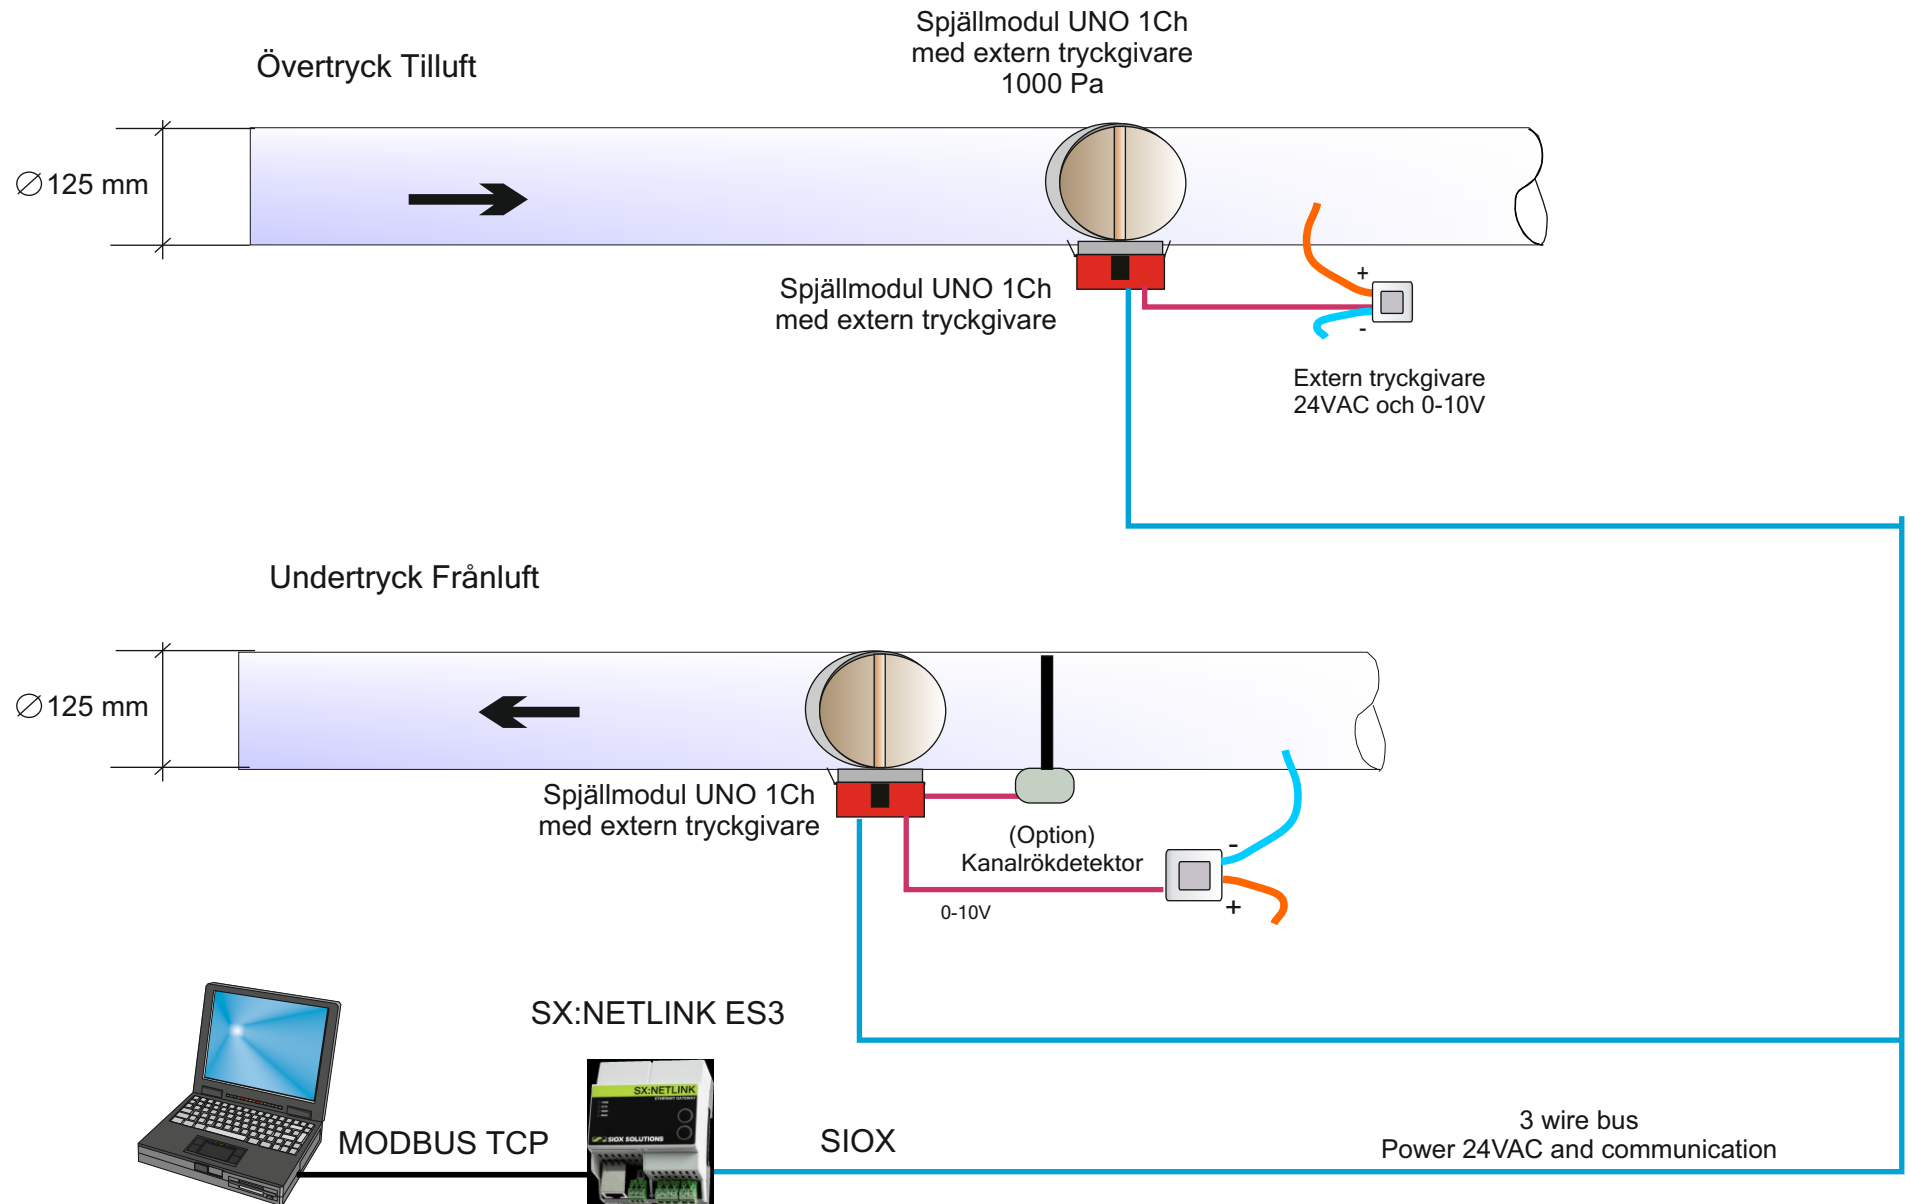 Spjällmodul UNO 1Ch
med extern tryckgivare
1000 Pa
Övertryck Tilluft
∅125 mm
Spjällmodul UNO 1Ch
med extern tryckgivare
+
-
Extern tryckgivare
24VAC och 0-10V
Undertryck Frånluft
∅125 mm
Spjällmodul UNO 1Ch
med extern tryckgivare
(Option)
Kanalrökdetektor
-
+
0-10V
SX:NETLINK ES3
SX:NETLINK
ETHERNET GATEWAY
SIOX SOLUTIONS
MODBUS TCP
SIOX
3 wire bus
Power 24VAC and communication